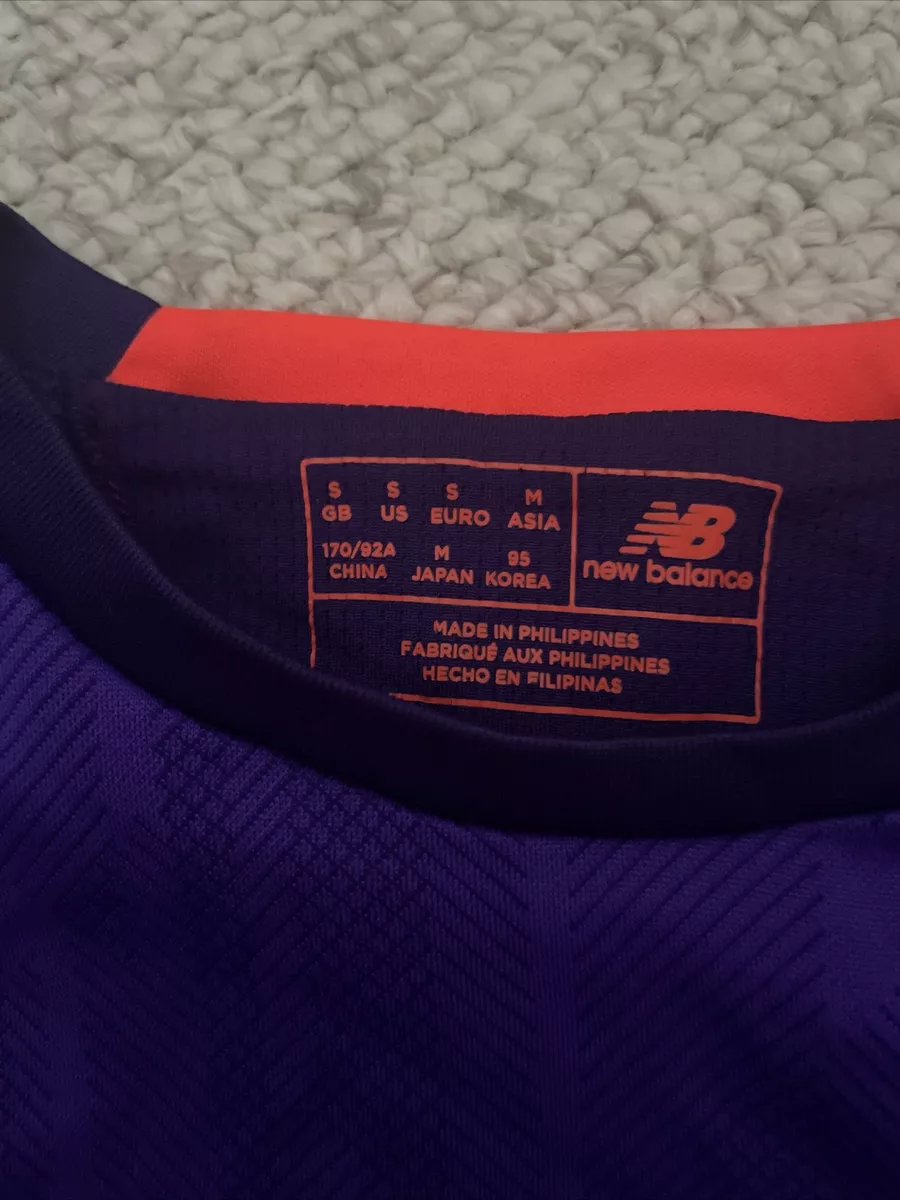 S S S M
GB US EURO ASIA
170/92A M 95
CHINA JAPAN KOREA
NB
new balance
MADE IN PHILIPPINES
FABRIQUÉ AUX PHILIPPINES
HECHO EN FILIPINAS